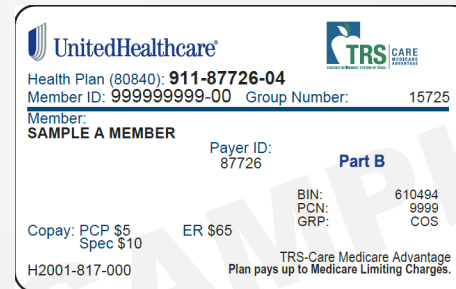 UnitedHealthcare®
TRS CARE MEDICARE ADVANTAGE
TEACHER RETIREMENT SYSTEM OF TEXAS
Health Plan (80840): 911-87726-04
Member ID: 999999999-00 Group Number: 15725
Member:
SAMPLE A MEMBER
Payer ID:
87726
Part B
BIN: 610494
PCN: 9999
GRP: COS
Copay: PCP $5 ER $65
Spec $10
TRS-Care Medicare Advantage
H2001-817-000 Plan pays up to Medicare Limiting Charges.
SAMPLE